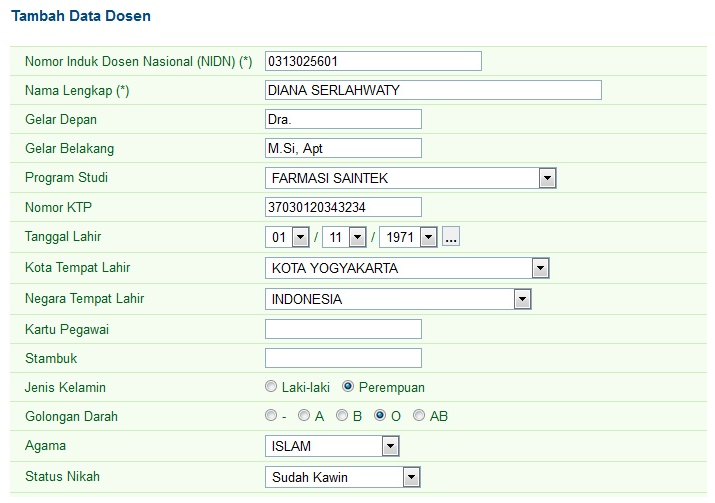 Tambah Data Dosen
Nomor Induk Dosen Nasional (NIDN) (*) 0313025601
Nama Lengkap (*) DIANA SERLAHWATY
Gelar Depan Dra.
Gelar Belakang M.Si, Apt
Program Studi FARMASI SAINTEK
Nomor KTP 37030120343234
Tanggal Lahir 01 / 11 / 1971 ...
Kota Tempat Lahir KOTA YOGYAKARTA
Negara Tempat Lahir INDONESIA
Kartu Pegawai
Stambuk
Jenis Kelamin Laki-laki Perempuan
Golongan Darah - A B O AB
Agama ISLAM
Status Nikah Sudah Kawin